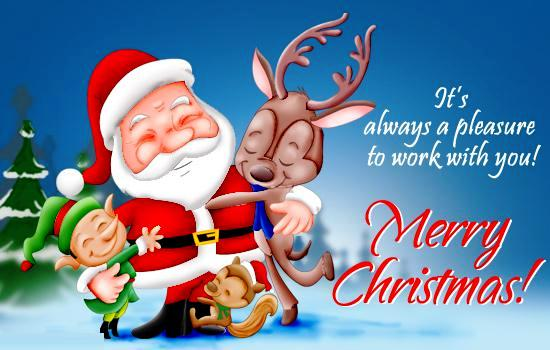 It's
always a pleasure
to work with you!
Merry
Christmas!